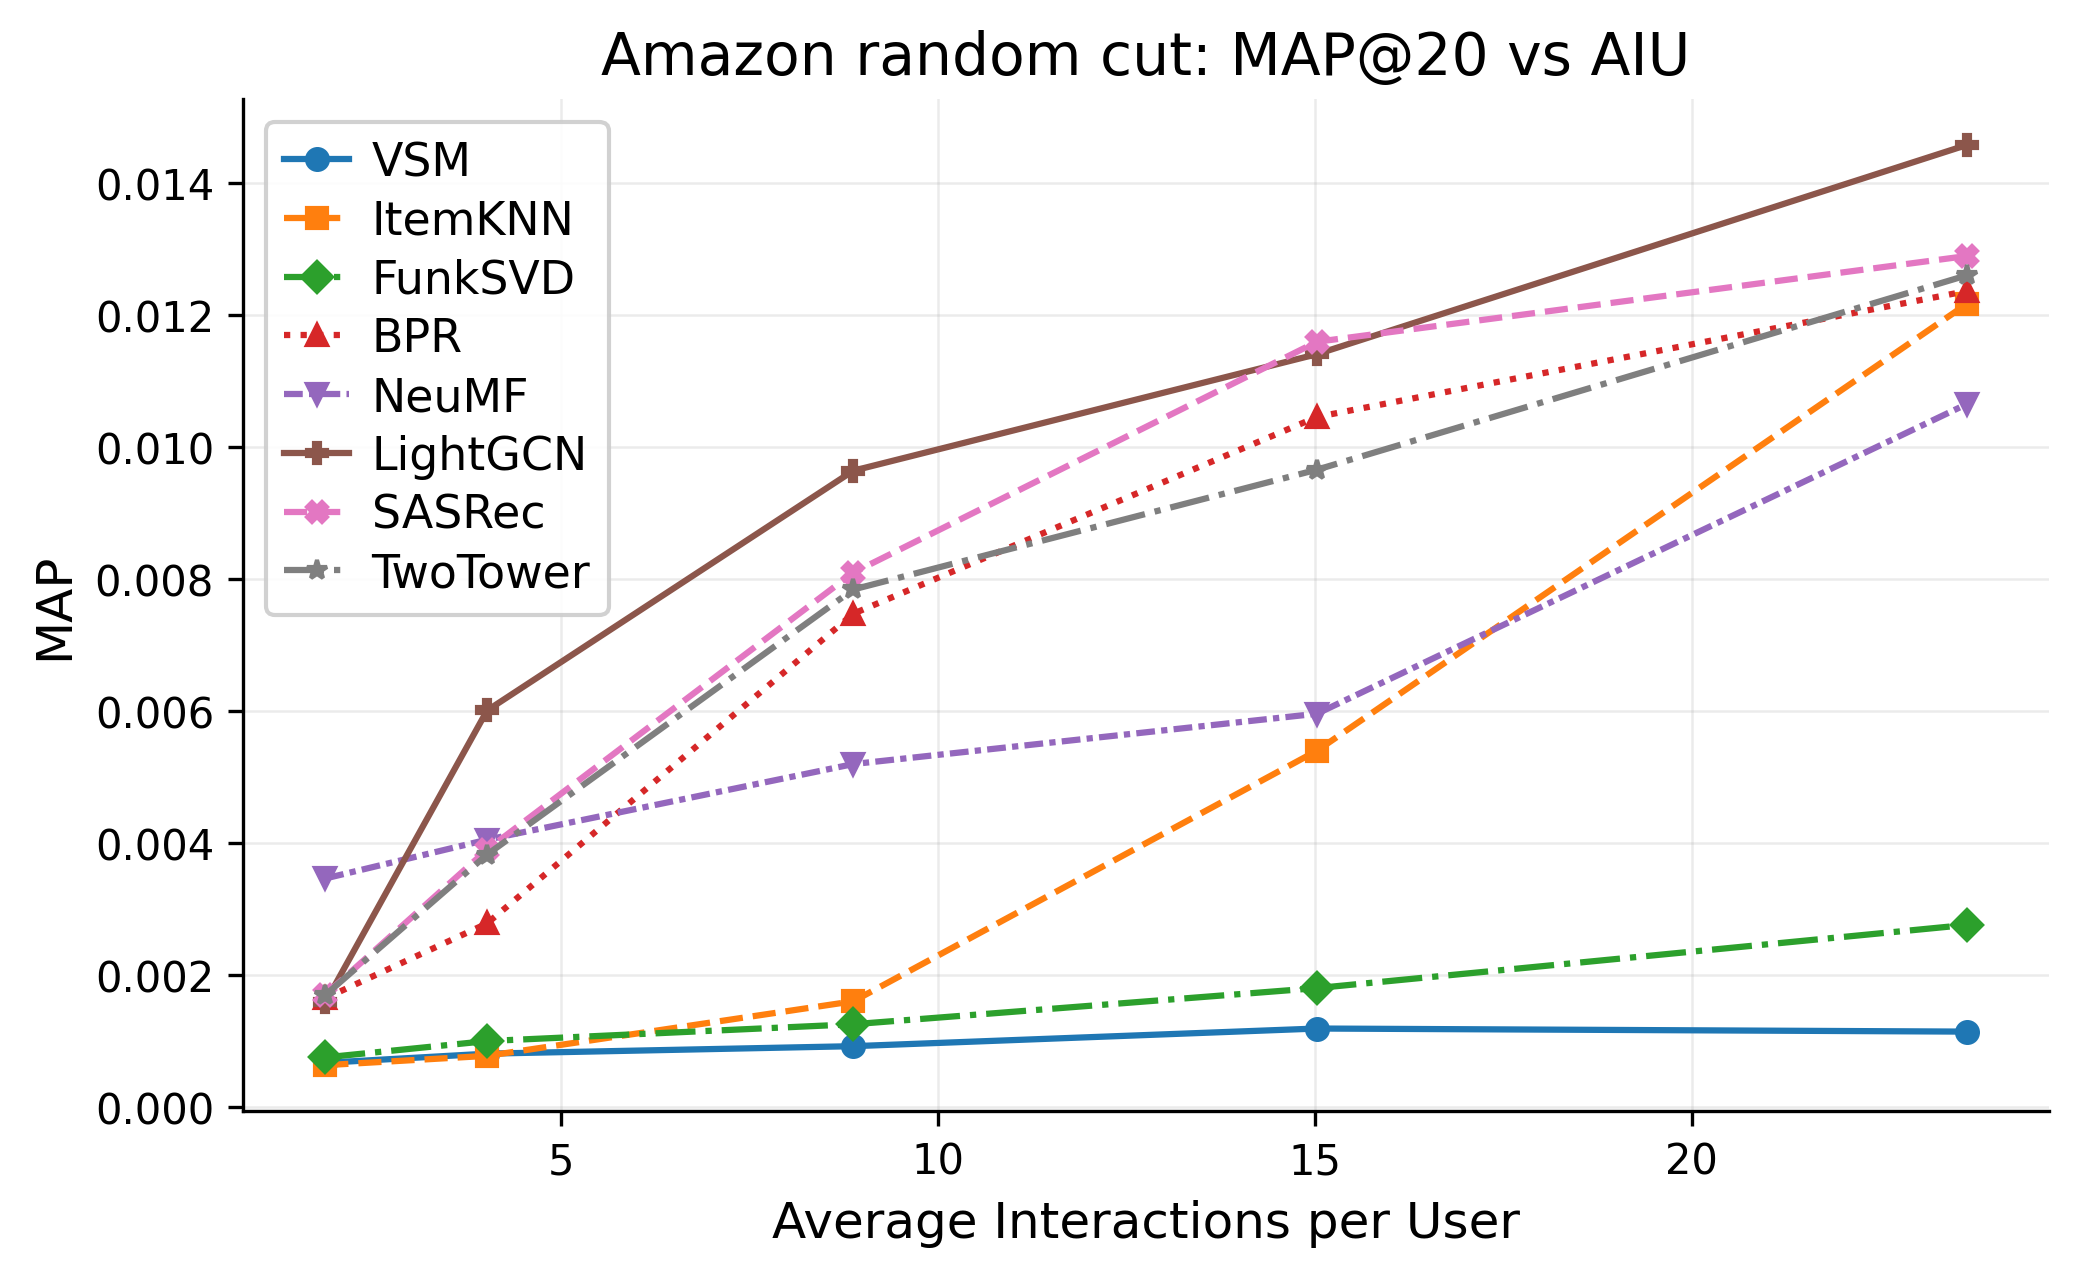 Amazon random cut: MAP@20 vs AIU
VSM
ItemKNN
FunkSVD
BPR
NeuMF
LightGCN
SASRec
TwoTower
MAP
0.014
0.012
0.010
0.008
0.006
0.004
0.002
0.000
5
10
15
20
Average Interactions per User